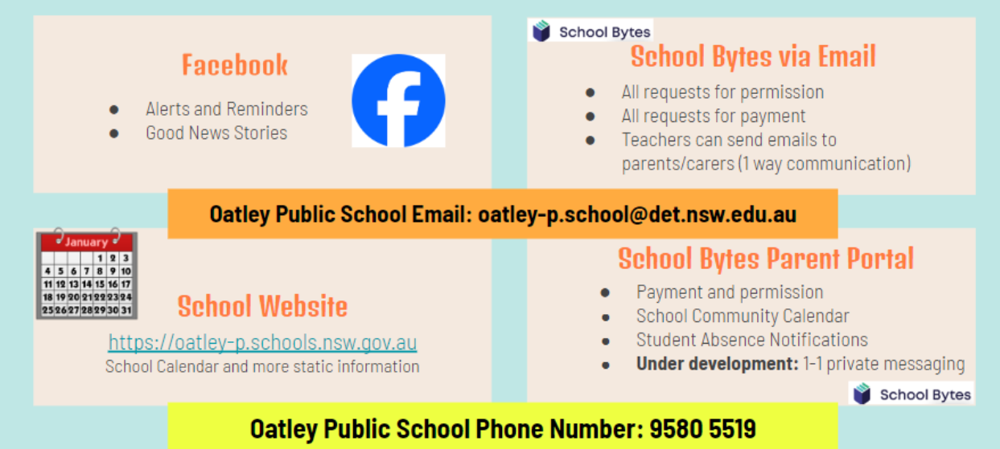 Facebook
● Alerts and Reminders
● Good News Stories
School Bytes
School Bytes via Email
● All requests for permission
● All requests for payment
● Teachers can send emails to
parents/carers (1 way communication)
Oatley Public School Email: oatley-p.school@det.nsw.edu.au
January
1 2 3
4 5 6 7 8 9 10
11 12 13 14 15 16 17
18 19 20 21 22 23 24
25 26 27 28 29 30 31
School Website
https://oatley-p.schools.nsw.gov.au
School Calendar and more static information
School Bytes Parent Portal
● Payment and permission
● School Community Calendar
● Student Absence Notifications
● Under development: 1-1 private messaging
School Bytes
Oatley Public School Phone Number: 9580 5519